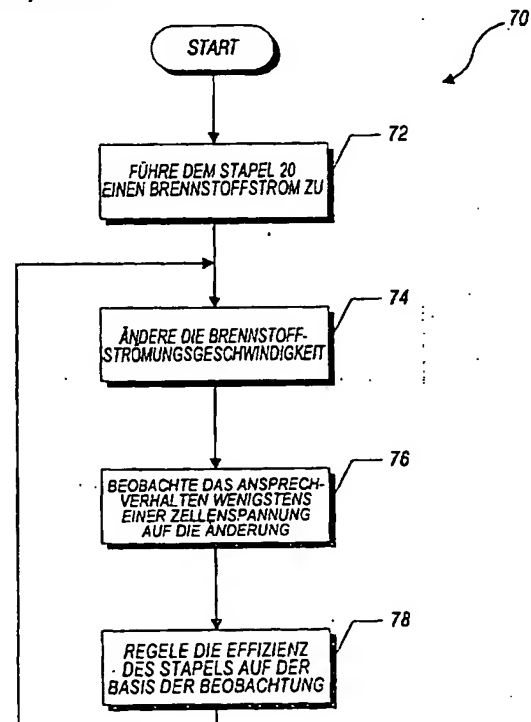 70
START
72
FÜHRE DEM STAPEL 20
EINEN BRENNSTOFFSTROM ZU
74
ÄNDERE DIE BRENNSTOFF-
STRÖMUNGSGESCHWINDIGKEIT
76
BEOBACHTE DAS ANSPRECH-
VERHALTEN WENIGSTENS
EINER ZELLENSPANNUNG
AUF DIE ÄNDERUNG
78
REGELE DIE EFFIZIENZ
DES STAPELS AUF DER
BASIS DER BEOBACHTUNG